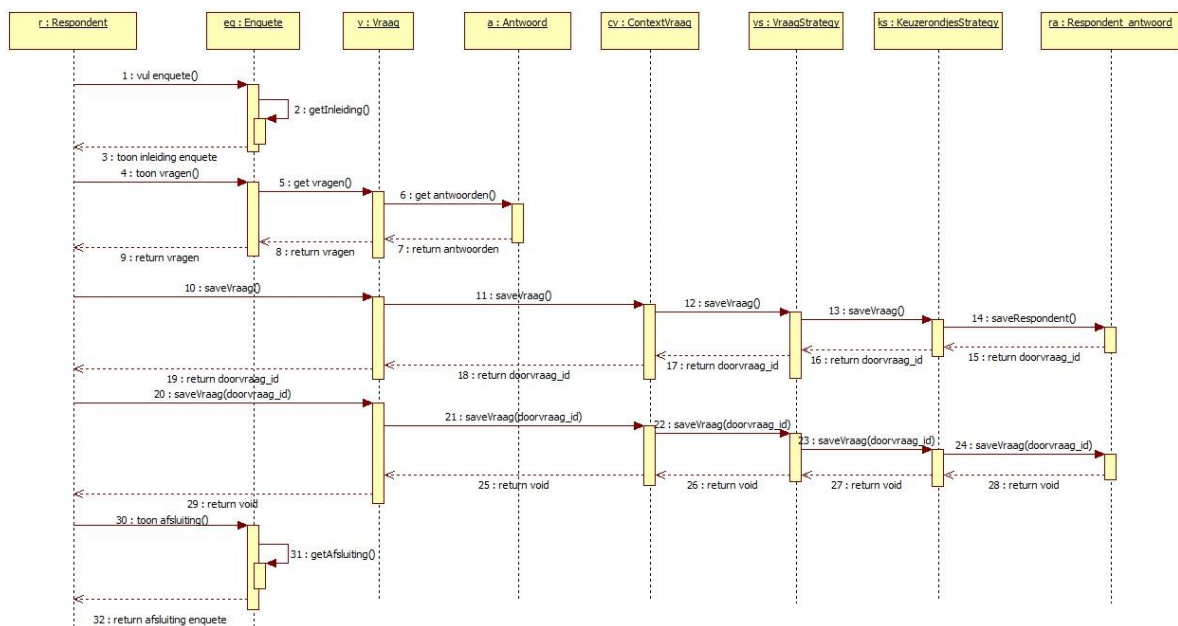 r : Respondent
eq : Enquete
v : Vraag
a : Antwoord
cv : ContextVraag
vs : VraagStrategy
ks : KeuzerondjesStrategy
ra : Respondent_antwoord
1 : vul enquete()
2 : getInleiding()
3 : toon inleiding enquete
4 : toon vragen()
5 : get vragen()
6 : get antwoorden()
7 : return antwoorden
8 : return vragen
9 : return vragen
10 : saveVraag()
11 : saveVraag()
12 : saveVraag()
13 : saveVraag()
14 : saveRespondent()
15 : return doorvraag_id
16 : return doorvraag_id
17 : return doorvraag_id
18 : return doorvraag_id
19 : return doorvraag_id
20 : saveVraag(doorvraag_id)
21 : saveVraag(doorvraag_id)
22 : saveVraag(doorvraag_id)
23 : saveVraag(doorvraag_id)
24 : saveVraag(doorvraag_id)
25 : return void
26 : return void
27 : return void
28 : return void
29 : return void
30 : toon afsluiting()
31 : getAfsluiting()
32 : return afsluiting enquete